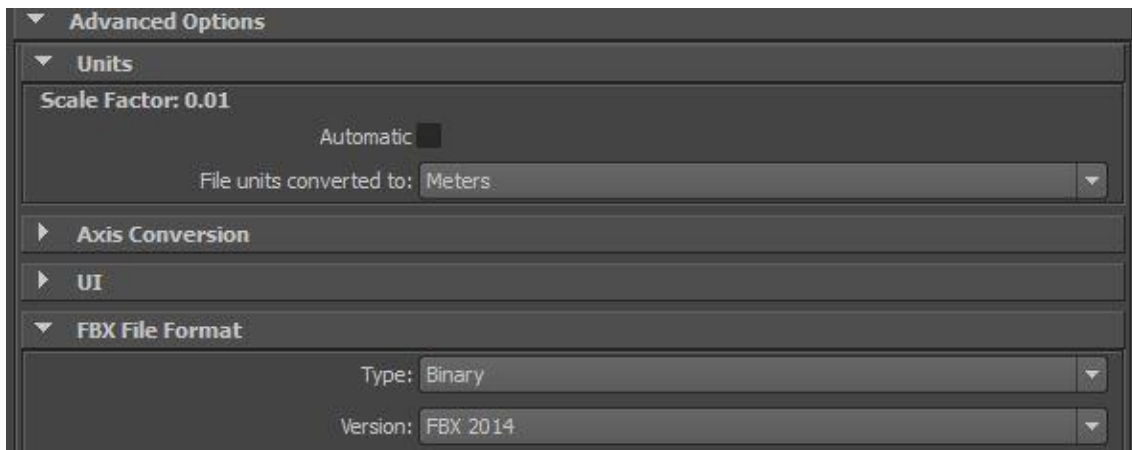 Advanced Options
Units
Scale Factor: 0.01
Automatic
File units converted to: Meters
Axis Conversion
UI
FBX File Format
Type: Binary
Version: FBX 2014